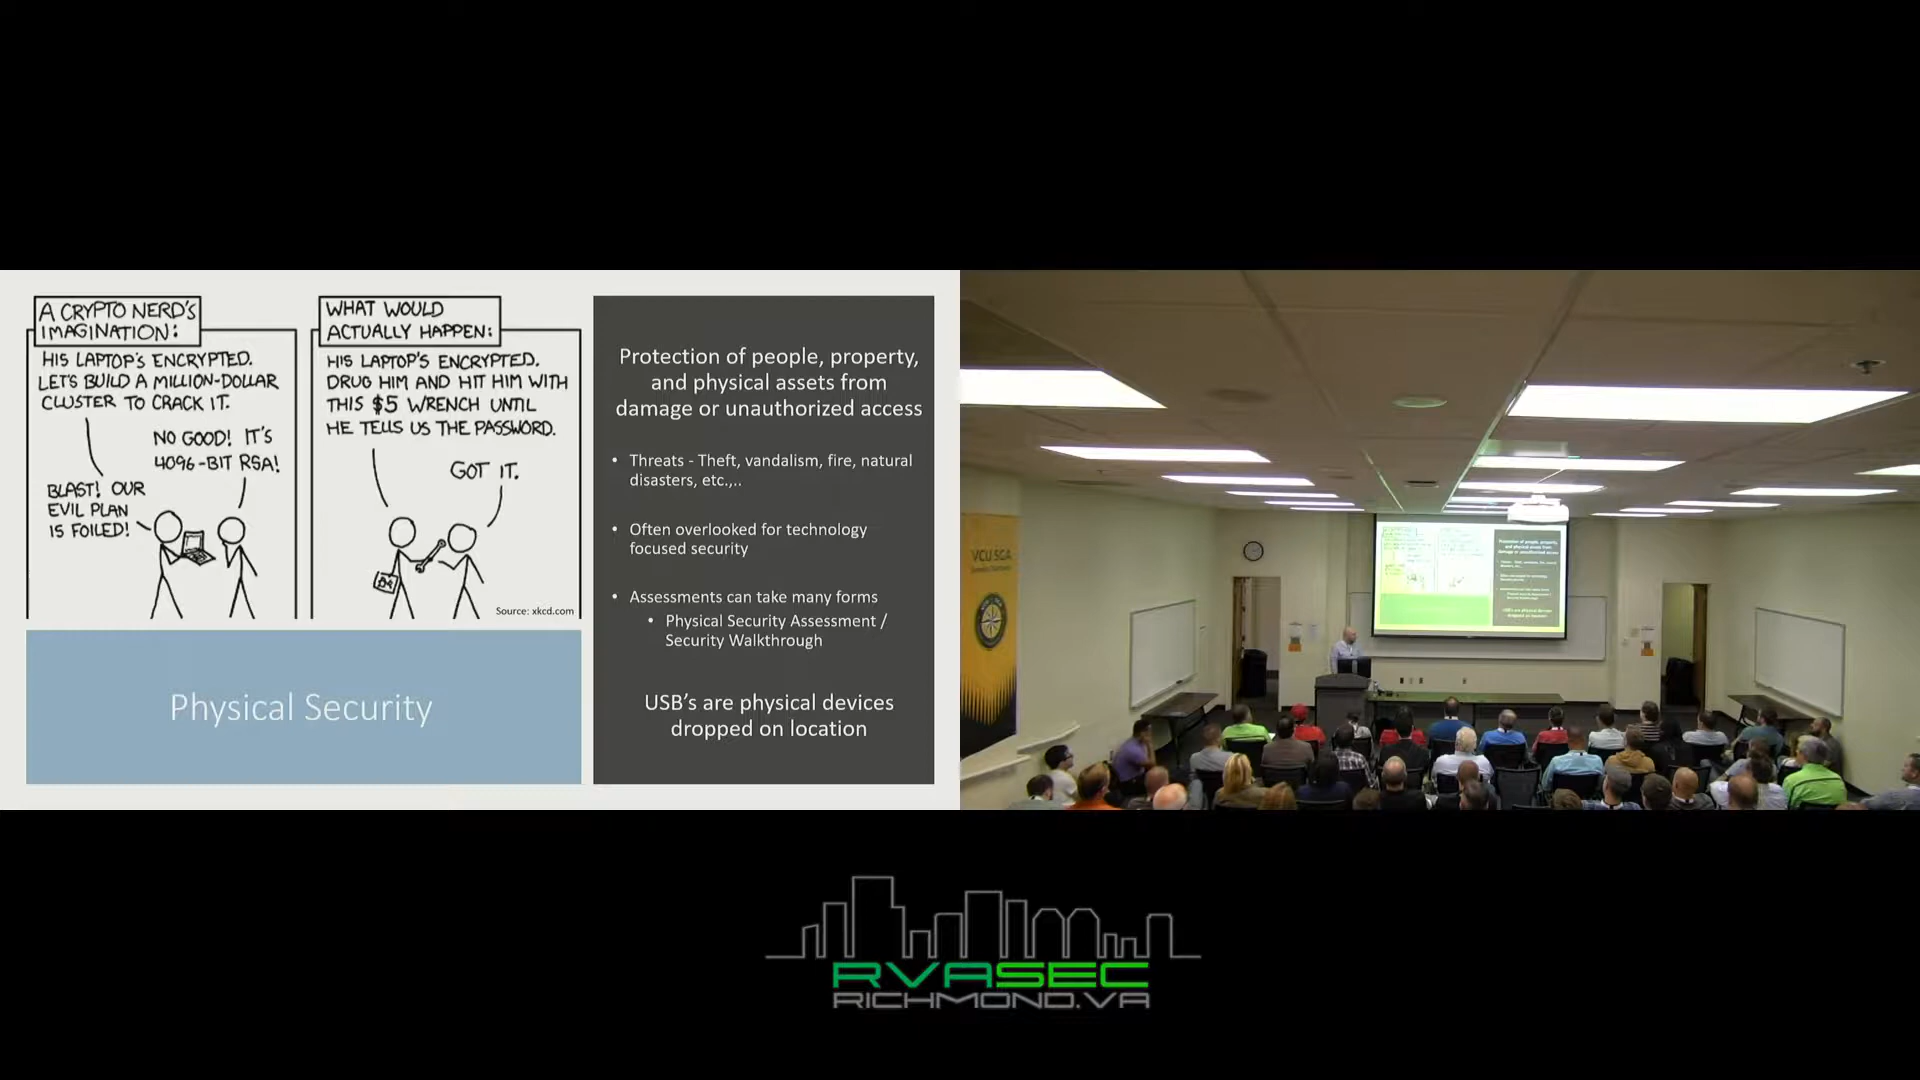 A CRYPTO NERD'S
IMAGINATION:
HIS LAPTOP'S ENCRYPTED.
LET'S BUILD A MILLION-DOLLAR
CLUSTER TO CRACK IT.
NO GOOD! IT'S
4096-BIT RSA!
BLAST! OUR
EVIL PLAN
IS FOILED!
WHAT WOULD
ACTUALLY HAPPEN:
HIS LAPTOP'S ENCRYPTED.
DRUG HIM AND HIT HIM WITH
THIS $5 WRENCH UNTIL
HE TELLS US THE PASSWORD.
GOT IT.
Source: xkcd.com
Physical Security
Protection of people, property,
and physical assets from
damage or unauthorized access
• Threats - Theft, vandalism, fire, natural
disasters, etc.,..
• Often overlooked for technology
focused security
• Assessments can take many forms
• Physical Security Assessment /
Security Walkthrough
USB's are physical devices
dropped on location
VCU SGA
RVASEC
RICHMOND.VA